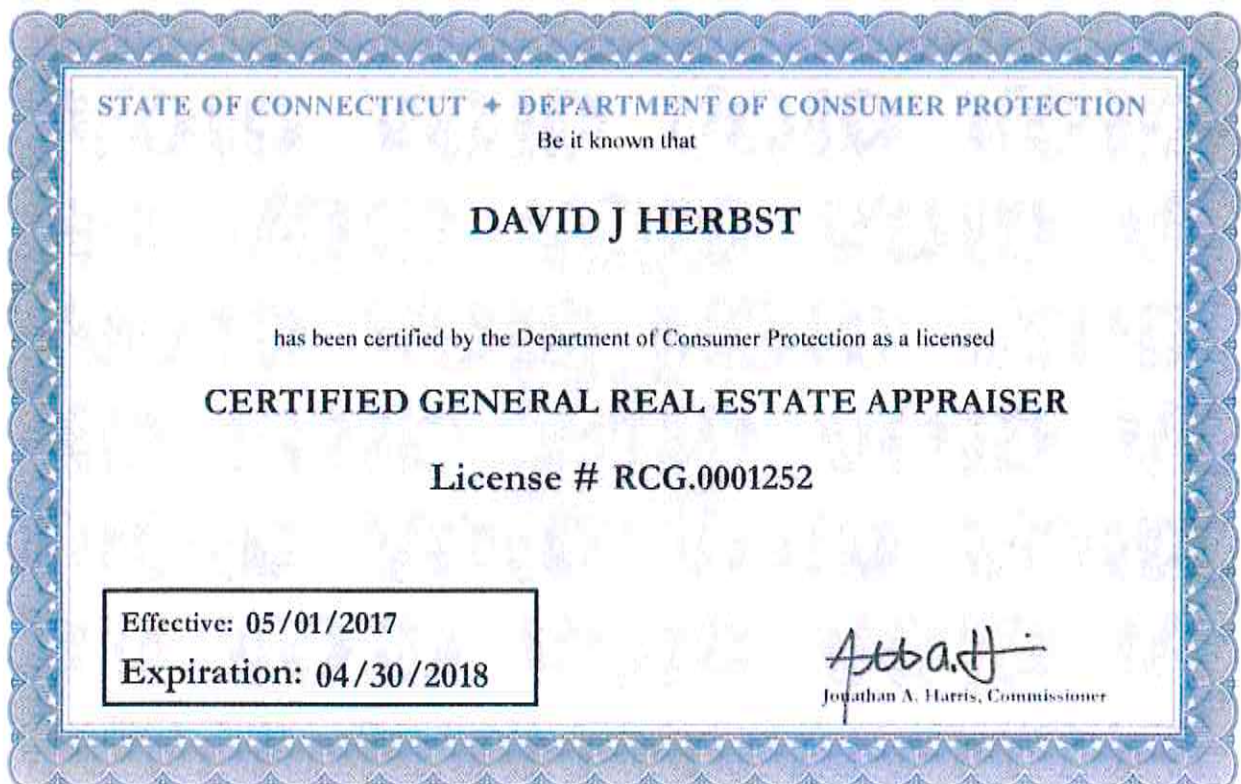 STATE OF CONNECTICUT ✦ DEPARTMENT OF CONSUMER PROTECTION
Be it known that
DAVID J HERBST
has been certified by the Department of Consumer Protection as a licensed
CERTIFIED GENERAL REAL ESTATE APPRAISER
License # RCG.0001252
Effective: 05/01/2017
Expiration: 04/30/2018
Jonathan A. Harris, Commissioner